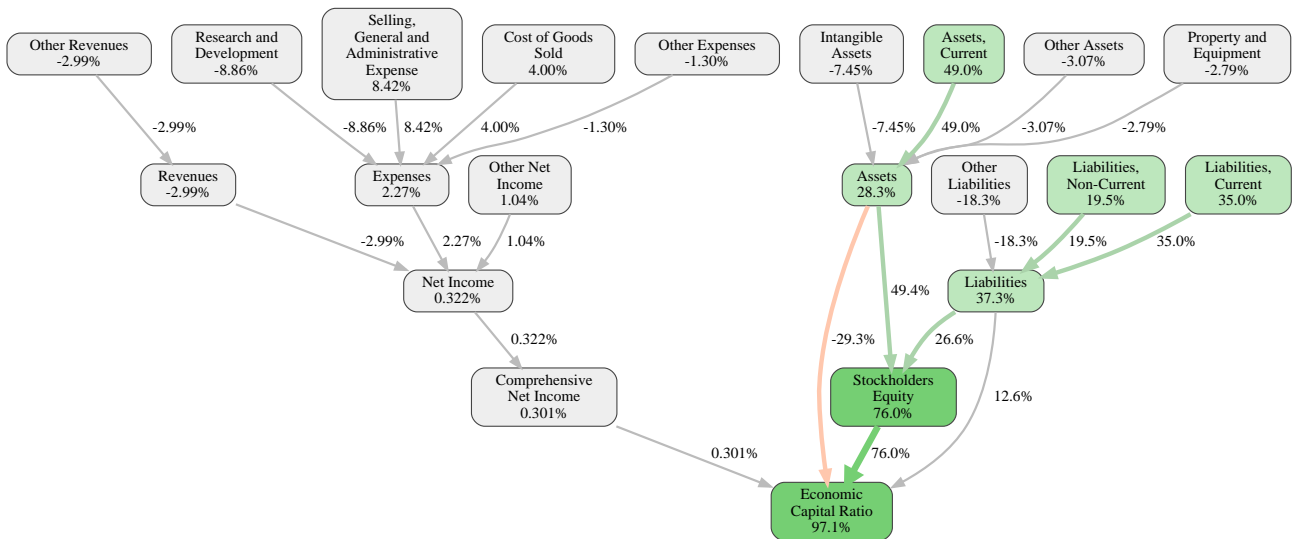 Other Revenues
-2.99%
Research and
Development
-8.86%
Selling,
General and
Administrative
Expense
8.42%
Cost of Goods
Sold
4.00%
Other Expenses
-1.30%
Intangible
Assets
-7.45%
Assets,
Current
49.0%
Other Assets
-3.07%
Property and
Equipment
-2.79%
-2.99%
-8.86%
8.42%
4.00%
-1.30%
-7.45%
49.0%
-3.07%
-2.79%
Revenues
-2.99%
Expenses
2.27%
Other Net
Income
1.04%
Assets
28.3%
Other
Liabilities
-18.3%
Liabilities,
Non-Current
19.5%
Liabilities,
Current
35.0%
-2.99%
2.27%
1.04%
-18.3%
19.5%
35.0%
Net Income
0.322%
Liabilities
37.3%
49.4%
0.322%
-29.3%
26.6%
Comprehensive
Net Income
0.301%
Stockholders
Equity
76.0%
12.6%
0.301%
76.0%
Economic
Capital Ratio
97.1%